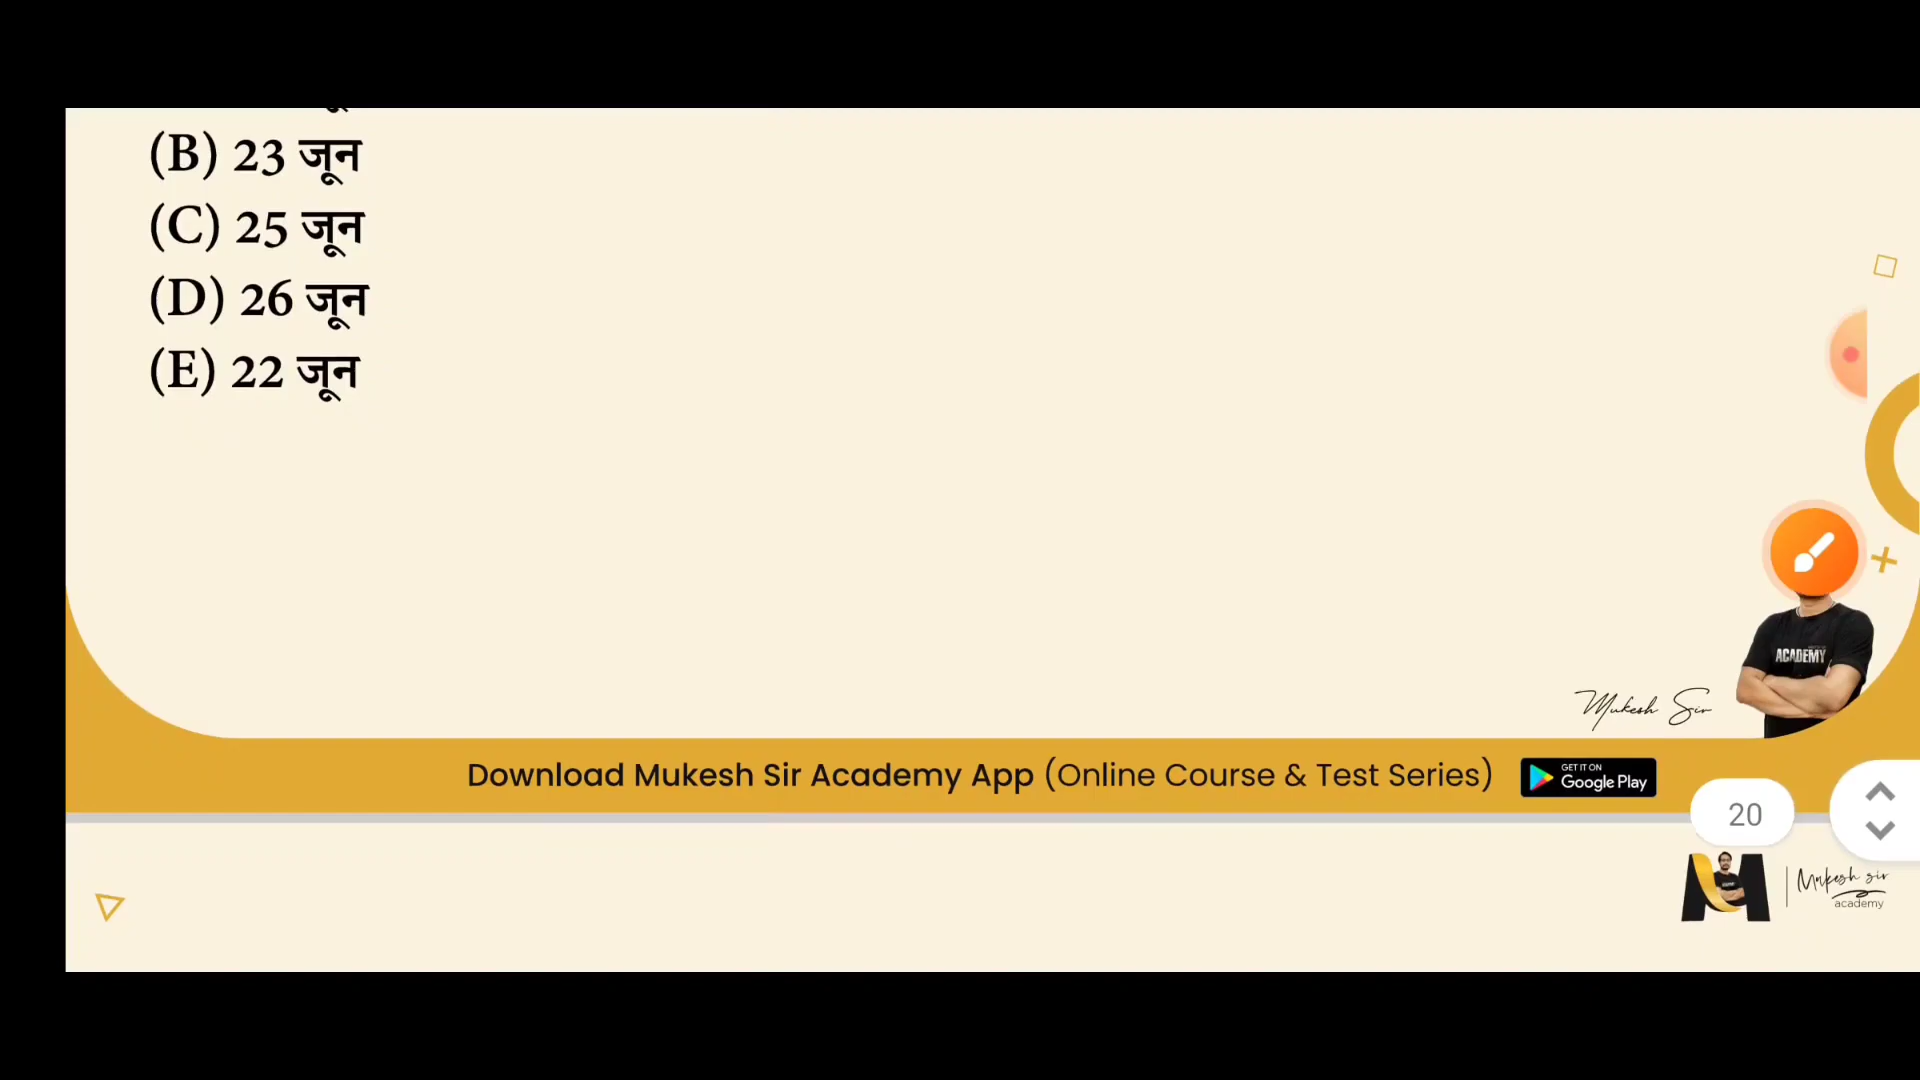 (B) 23 जून
(C) 25 जून
(D) 26 जून
(E) 22 जून
ACADEMY
Mukesh Sir
Download Mukesh Sir Academy App (Online Course & Test Series)
GET IT ON
Google Play
20
Mukesh sir
academy